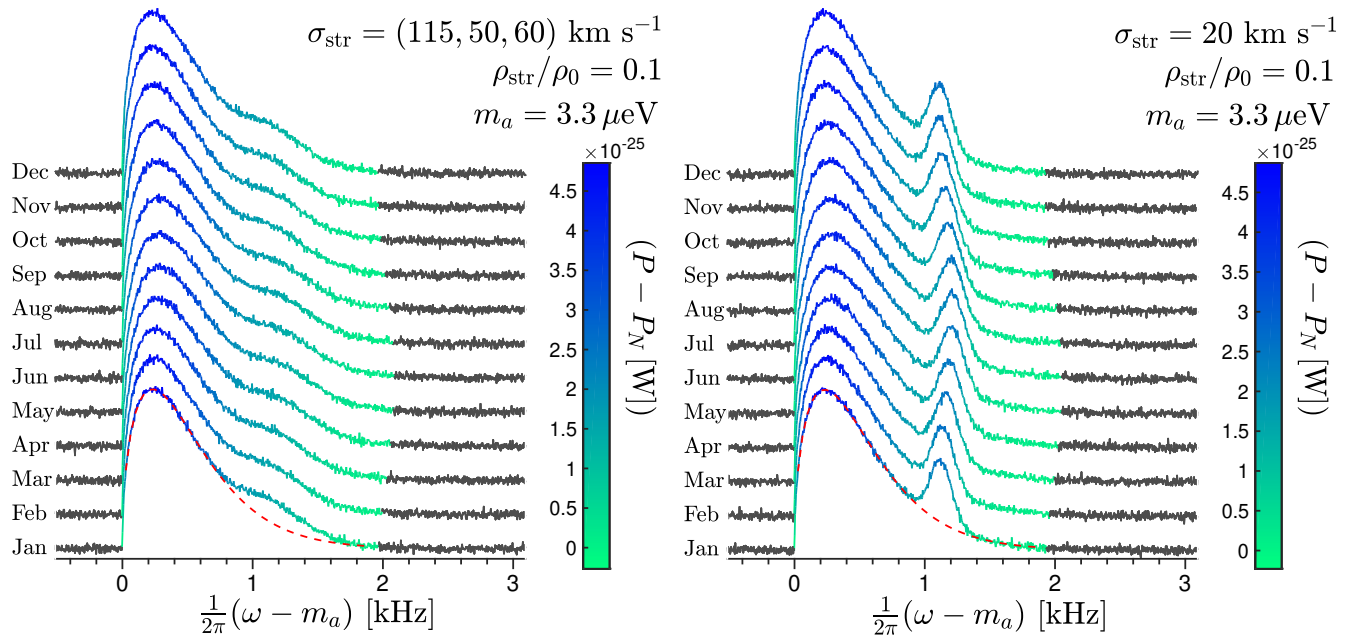 σ_str = (115, 50, 60) km s⁻¹
ρ_str/ρ_0 = 0.1
m_a = 3.3 μeV
×10⁻²⁵
Dec
Nov
Oct
Sep
Aug
Jul
Jun
May
Apr
Mar
Feb
Jan
4.5
4
3.5
3
2.5
2
1.5
1
0.5
0
(P − P_N [W])
0 1 2 3
1/2π (ω − m_a) [kHz]
σ_str = 20 km s⁻¹
ρ_str/ρ_0 = 0.1
m_a = 3.3 μeV
×10⁻²⁵
Dec
Nov
Oct
Sep
Aug
Jul
Jun
May
Apr
Mar
Feb
Jan
4.5
4
3.5
3
2.5
2
1.5
1
0.5
0
(P − P_N [W])
0 1 2 3
1/2π (ω − m_a) [kHz]